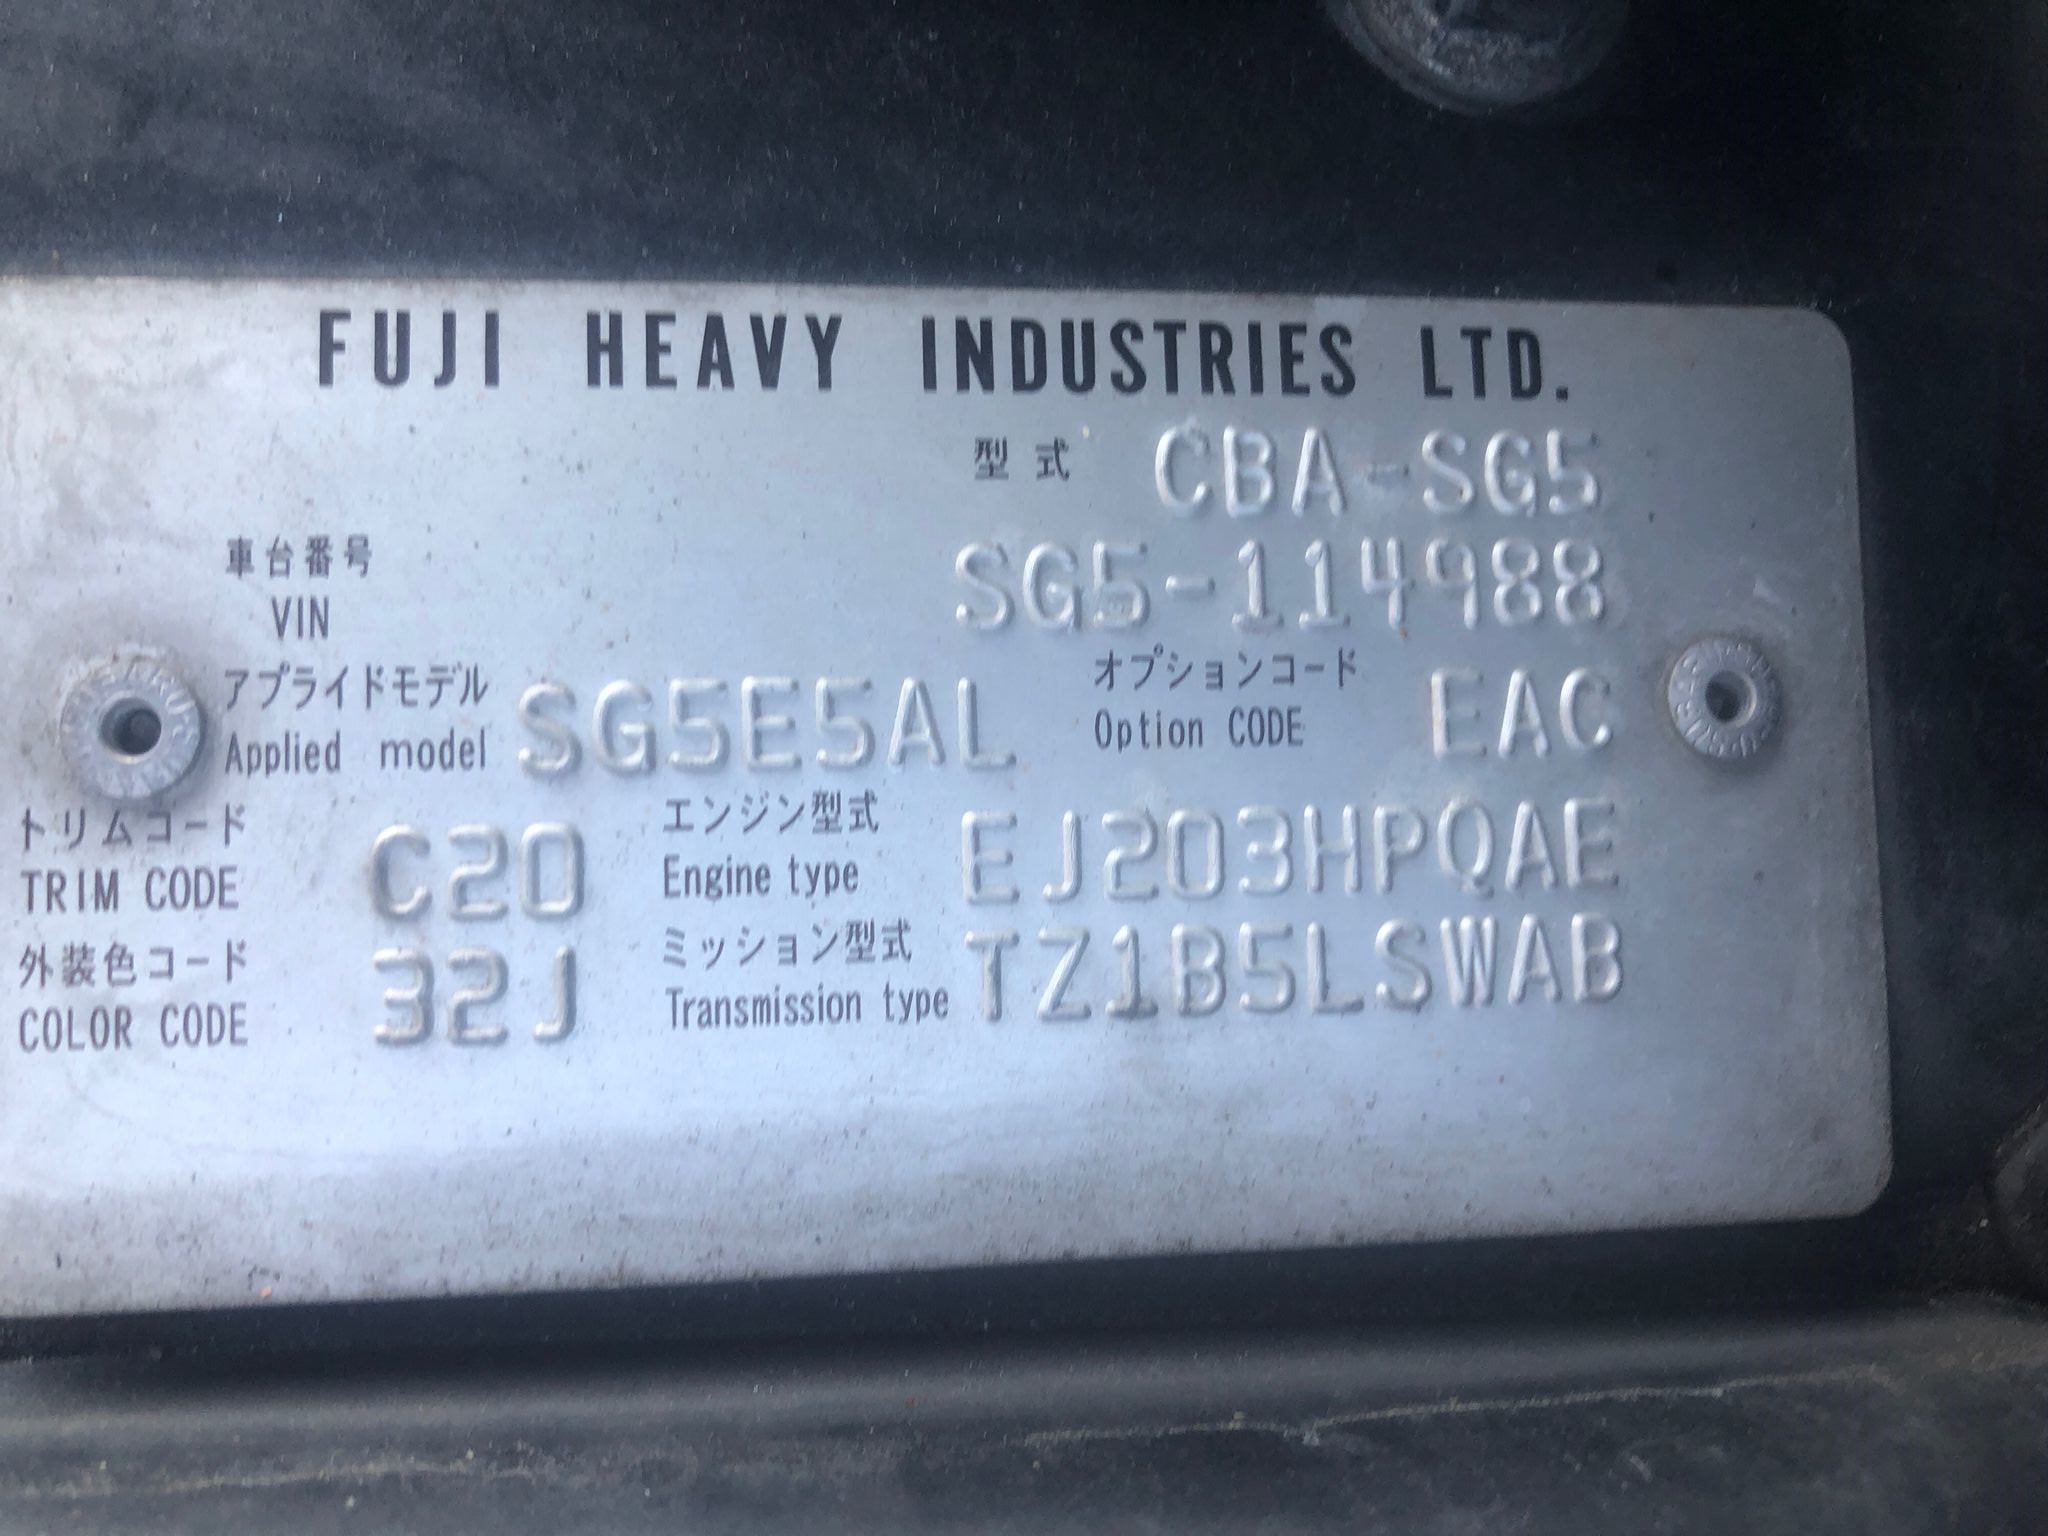 FUJI HEAVY INDUSTRIES LTD.
型式 CBA-SG5
車台番号
VIN SG5-114988
アプライドモデル
Applied model SG5E5AL
オプションコード
Option CODE EAC
トリムコード
TRIM CODE C20
エンジン型式
Engine type EJ203HPQAE
外装色コード
COLOR CODE 32J
ミッション型式
Transmission type TZ1B5LSWAB